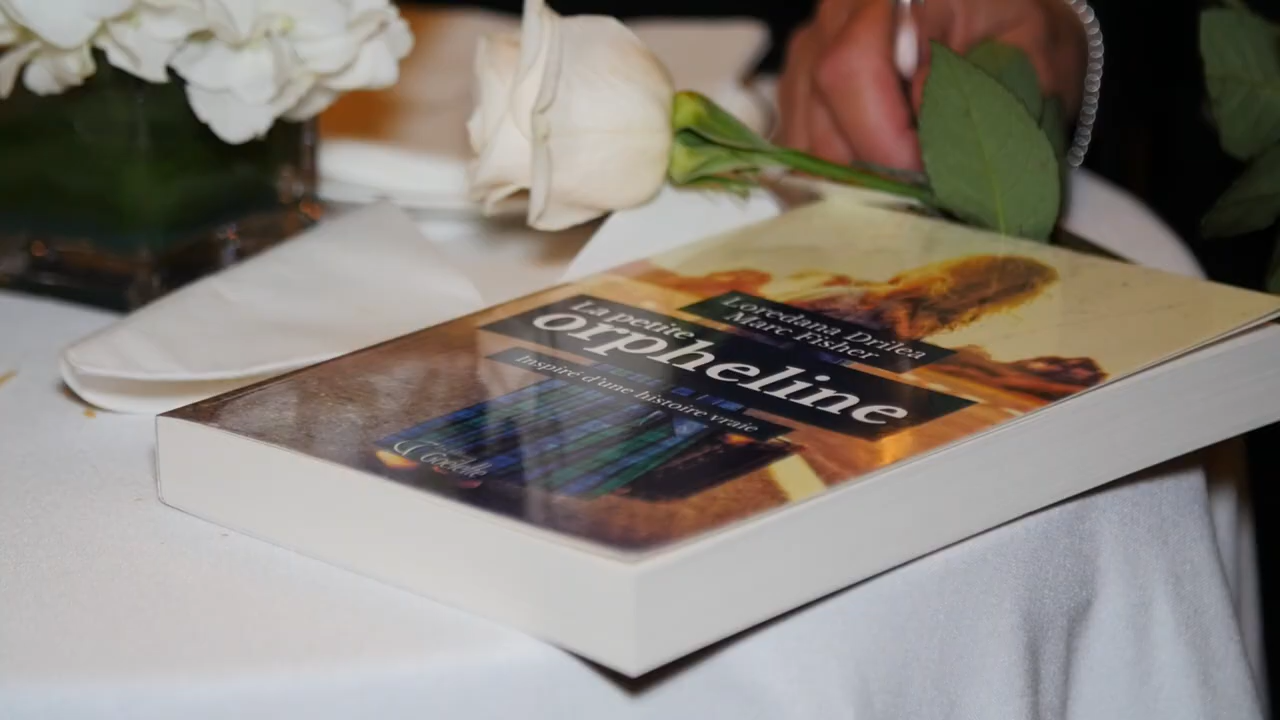 Loredana Drilea
Marc Fisher
La petite
orpheline
Inspiré d'une histoire vraie